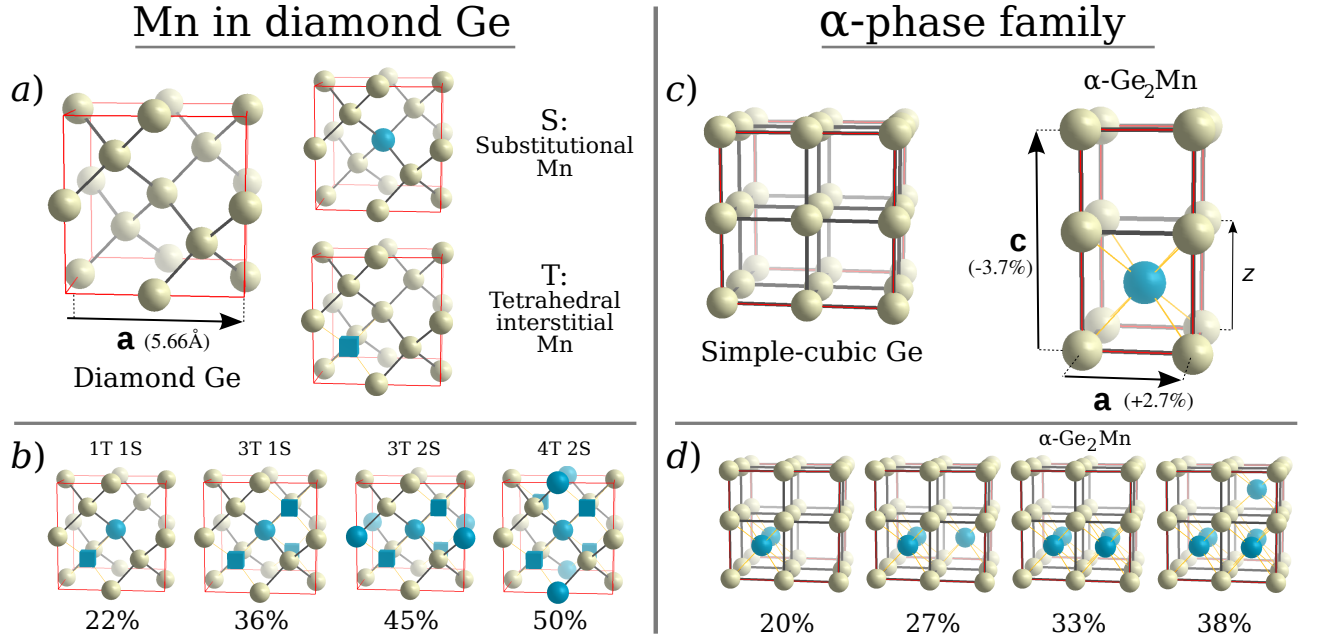 Mn in diamond Ge
a)
S:
Substitutional
Mn
T:
Tetrahedral
interstitial
Mn
a (5.66Å)
Diamond Ge
b)
1T 1S
3T 1S
3T 2S
4T 2S
22%
36%
45%
50%
α-phase family
c)
α-Ge2Mn
c
(-3.7%)
z
Simple-cubic Ge
a (+2.7%)
d)
α-Ge2Mn
20%
27%
33%
38%